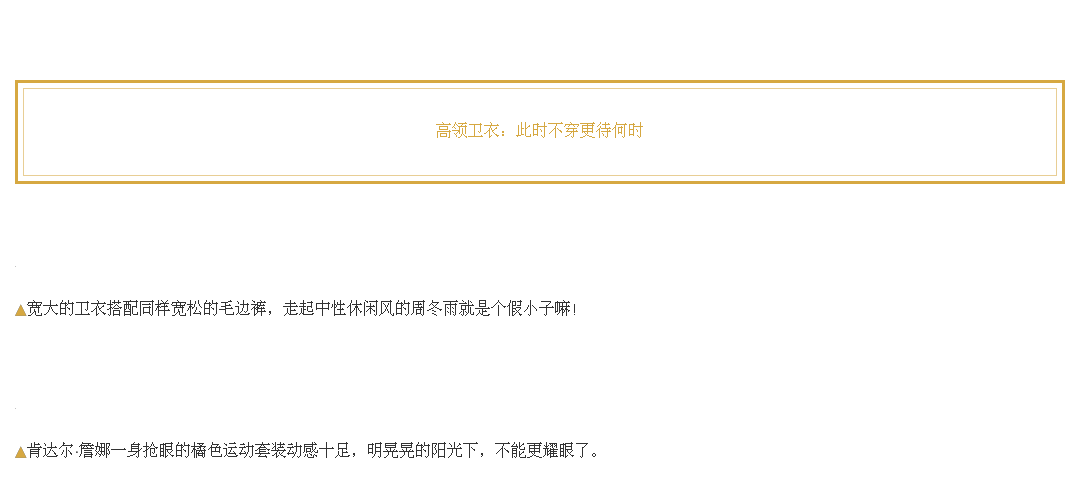 高领卫衣：此时不穿更待何时
▲宽大的卫衣搭配同样宽松的毛边裤，走起中性休闲风的周冬雨就是个假小子嘛!
▲肯达尔·詹娜一身抢眼的橘色运动套装动感十足，明晃晃的阳光下，不能更耀眼了。